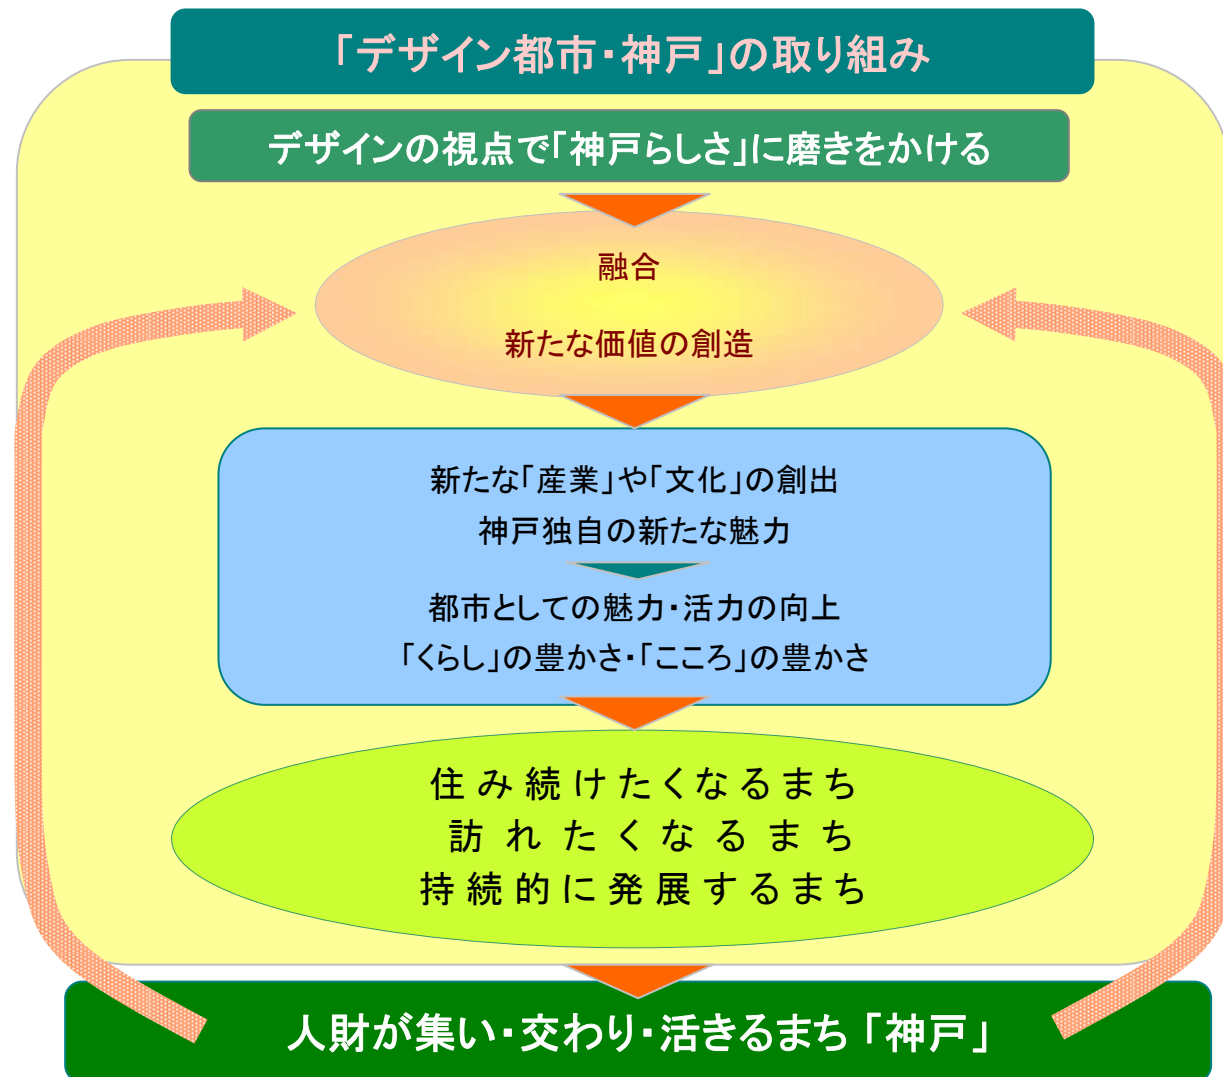 「デザイン都市・神戸」の取り組み
デザインの視点で「神戸らしさ」に磨きをかける
融合
新たな価値の創造
新たな「産業」や「文化」の創出
神戸独自の新たな魅力
都市としての魅力・活力の向上
「くらし」の豊かさ・「こころ」の豊かさ
住み続けたくなるまち
訪れたくなるまち
持続的に発展するまち
人財が集い・交わり・活きるまち「神戸」